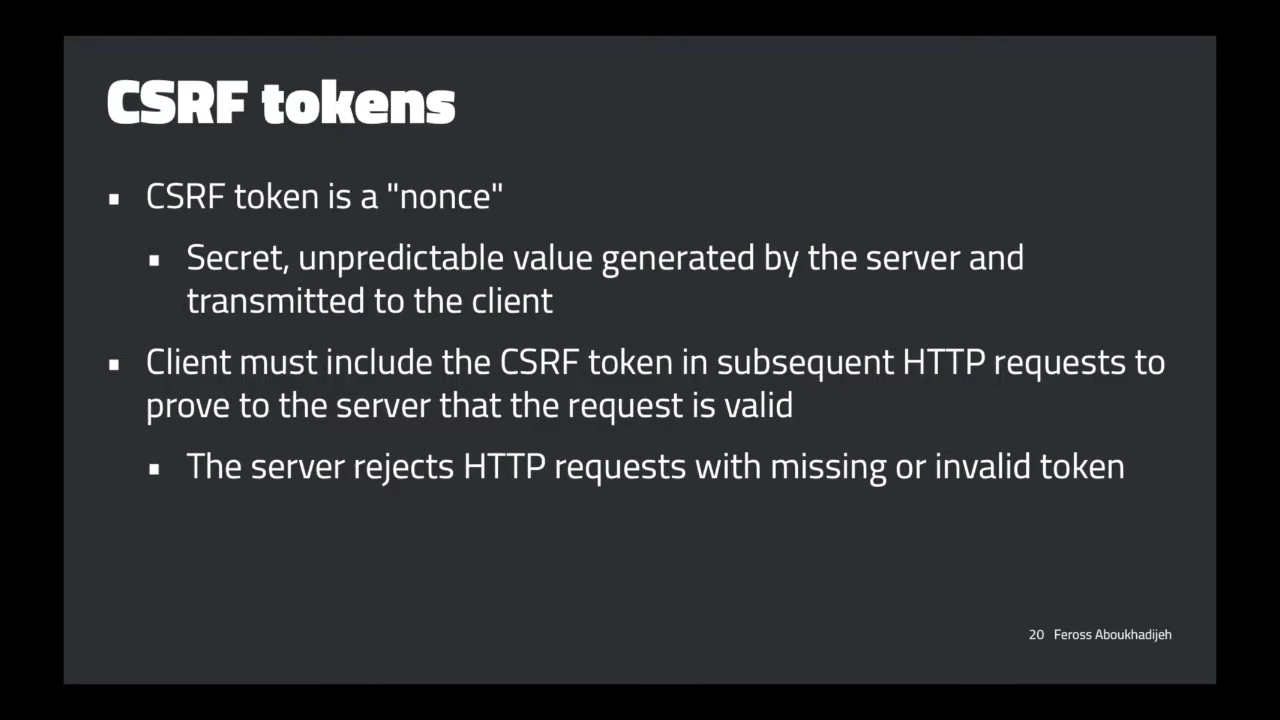 CSRF tokens
▪ CSRF token is a "nonce"
▪ Secret, unpredictable value generated by the server and
transmitted to the client
▪ Client must include the CSRF token in subsequent HTTP requests to
prove to the server that the request is valid
▪ The server rejects HTTP requests with missing or invalid token
20 Feross Aboukhadijeh